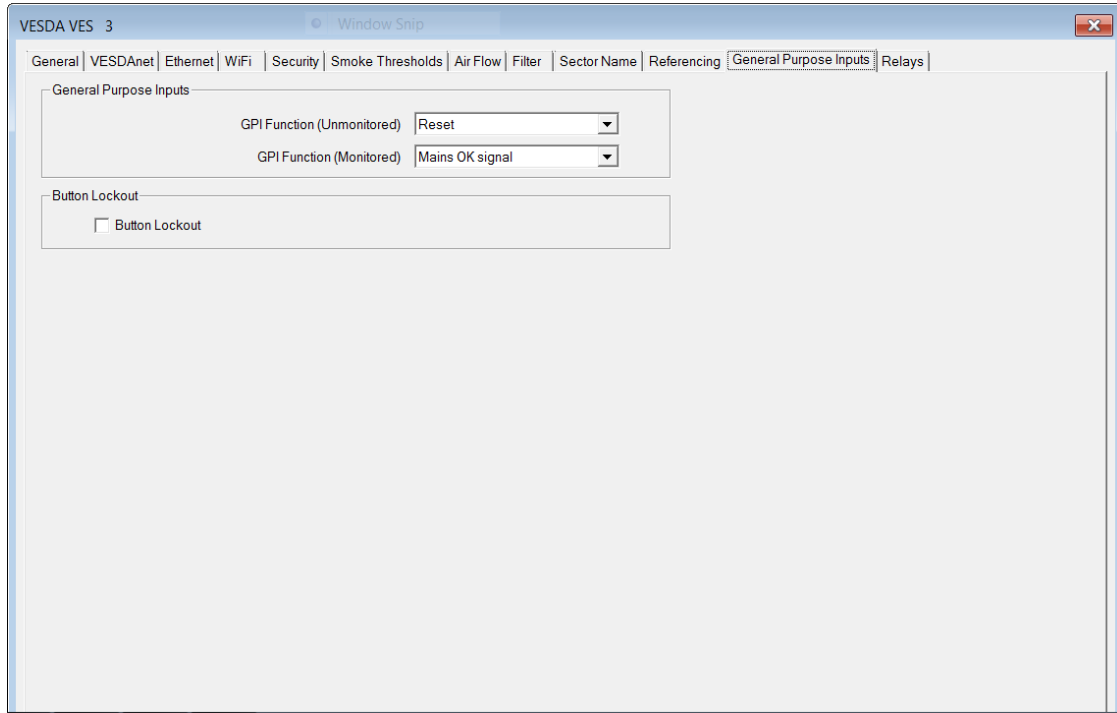 VESDA VES 3
Window Snip
General VESDAnet Ethernet WiFi Security Smoke Thresholds Air Flow Filter Sector Name Referencing General Purpose Inputs Relays
General Purpose Inputs
GPI Function (Unmonitored) Reset
GPI Function (Monitored) Mains OK signal
Button Lockout
Button Lockout